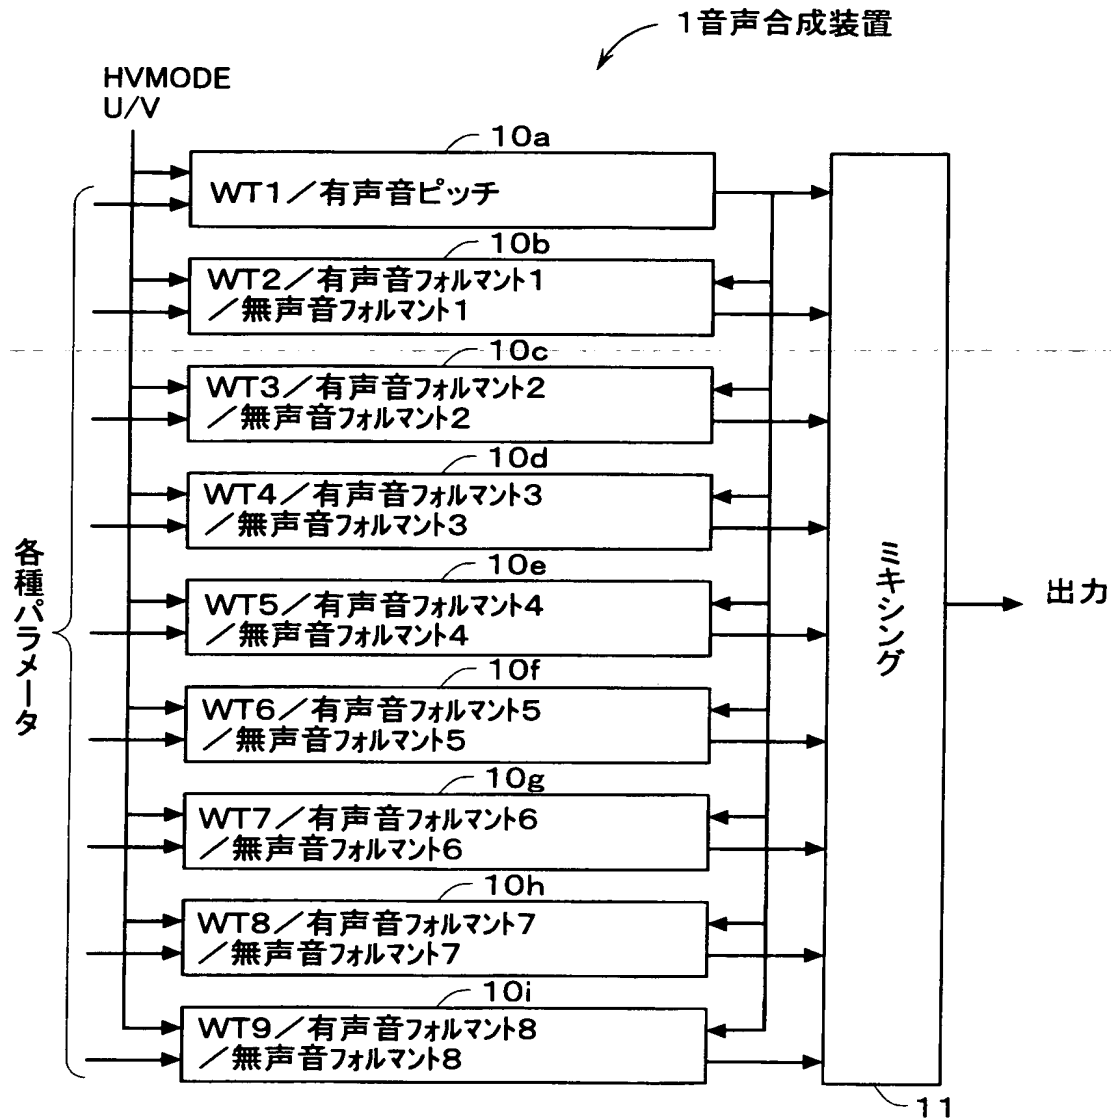 1音声合成装置
HVMODE
U/V
10a
WT1／有声音ピッチ
10b
WT2／有声音フォルマント1
／無声音フォルマント1
10c
WT3／有声音フォルマント2
／無声音フォルマント2
10d
WT4／有声音フォルマント3
／無声音フォルマント3
10e
WT5／有声音フォルマント4
／無声音フォルマント4
10f
WT6／有声音フォルマント5
／無声音フォルマント5
10g
WT7／有声音フォルマント6
／無声音フォルマント6
10h
WT8／有声音フォルマント7
／無声音フォルマント7
10i
WT9／有声音フォルマント8
／無声音フォルマント8
各種パラメータ
ミキシング
出力
11